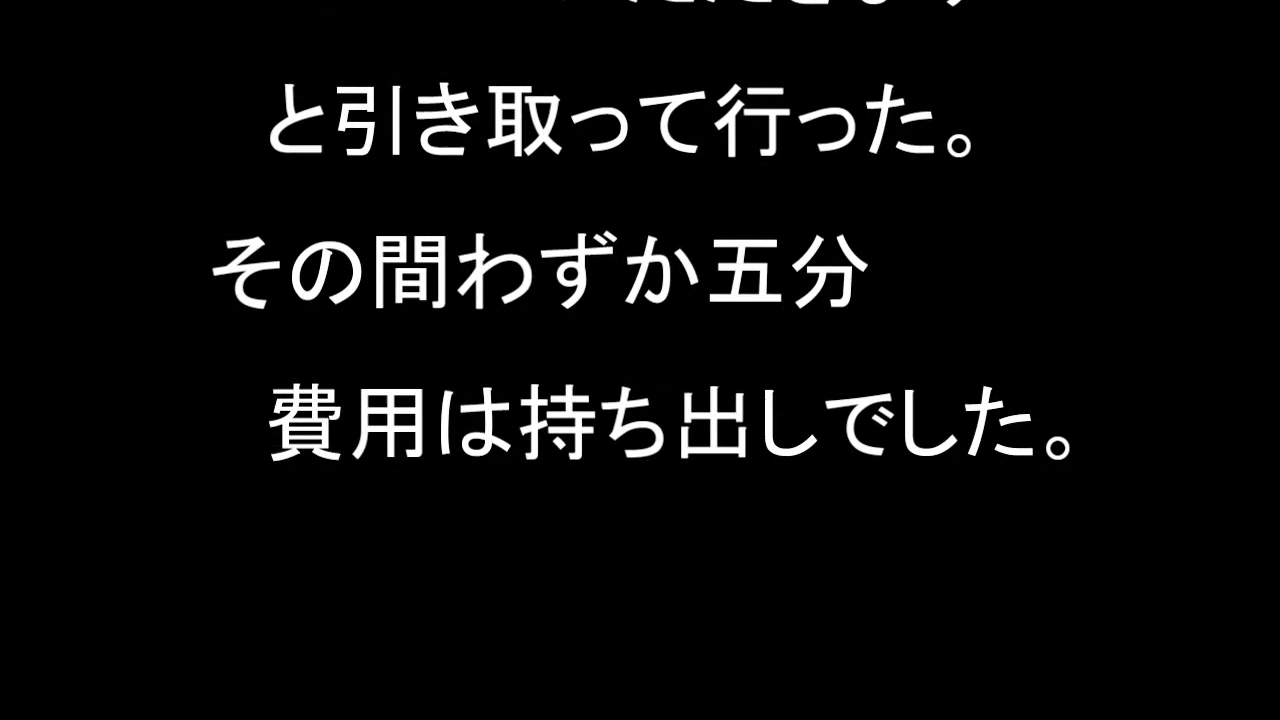 と引き取って行った。
その間わずか五分
費用は持ち出しでした。